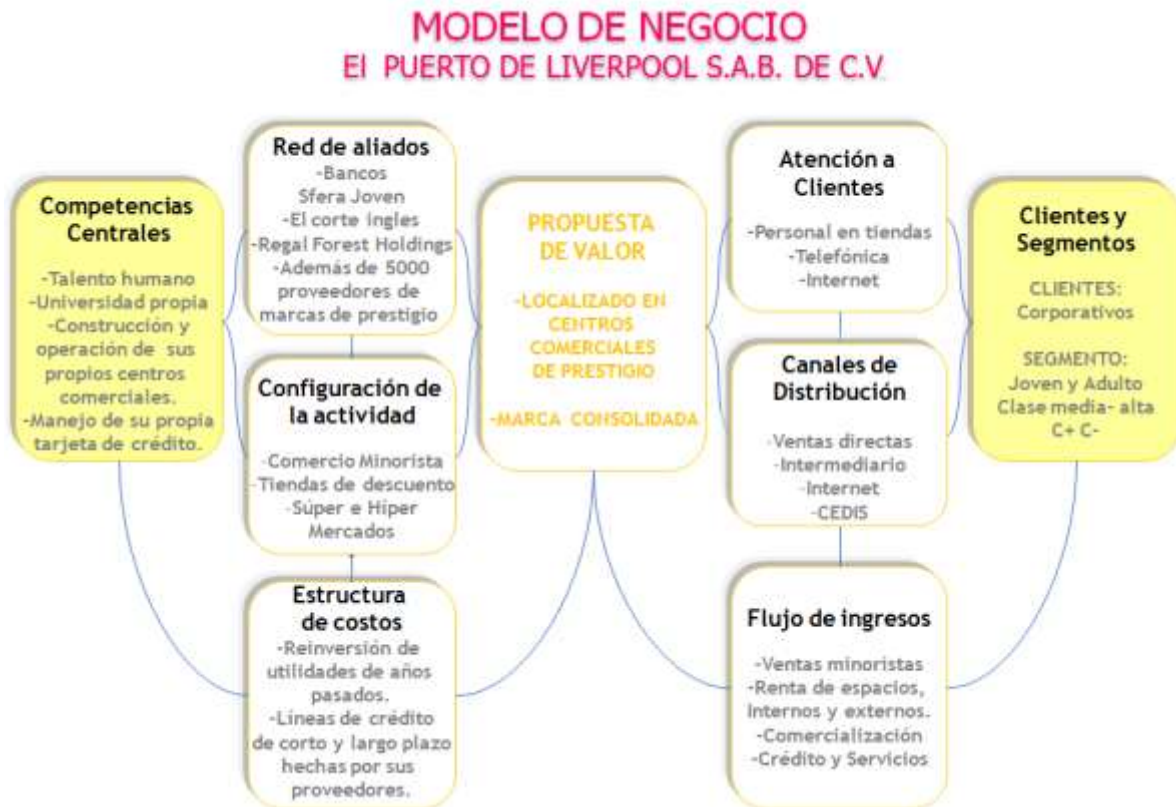 MODELO DE NEGOCIO
El PUERTO DE LIVERPOOL S.A.B. DE C.V
Competencias
Centrales
-Talento humano
-Universidad propia
-Construcción y
operación de sus
propios centros
comerciales.
-Manejo de su propia
tarjeta de crédito.
Red de aliados
-Bancos
Sfera Joven
-El corte ingles
-Regal Forest Holdings
-Además de 5000
proveedores de
marcas de prestigio
Configuración de
la actividad
-Comercio Minorista
-Tiendas de descuento
-Súper e Híper
Mercados
Estructura
de costos
-Reinversión de
utilidades de años
pasados.
-Líneas de crédito
de corto y largo plazo
hechas por sus
proveedores.
PROPUESTA
DE VALOR
-LOCALIZADO EN
CENTROS
COMERCIALES
DE PRESTIGIO
-MARCA CONSOLIDADA
Atención a
Clientes
-Personal en tiendas
-Telefónica
-Internet
Canales de
Distribución
-Ventas directas
-Intermediario
-Internet
-CEDIS
Flujo de ingresos
-Ventas minoristas
-Renta de espacios,
Internos y externos.
-Comercialización
-Crédito y Servicios
Clientes y
Segmentos
CLIENTES:
Corporativos
SEGMENTO:
Joven y Adulto
Clase media- alta
C+ C-